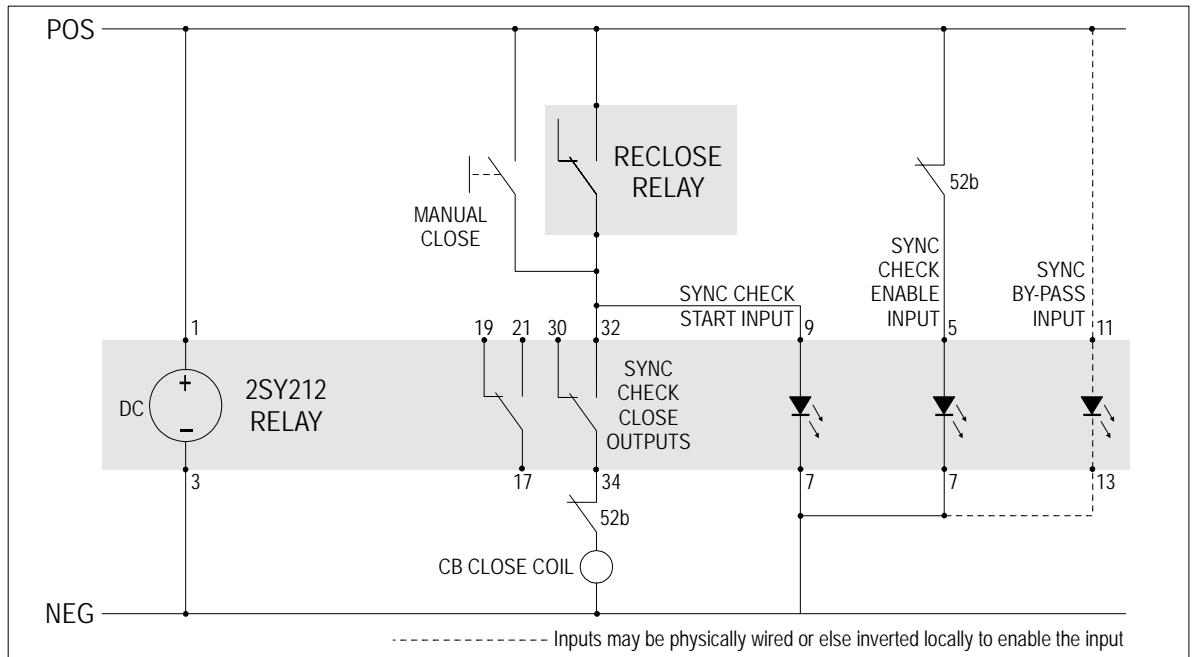 POS
RECLOSE
RELAY
52b
MANUAL
CLOSE
SYNC
CHECK
ENABLE
INPUT
SYNC
BY-PASS
INPUT
SYNC CHECK
START INPUT
1
19
21
30
32
9
5
11
DC
+
−
2SY212
RELAY
SYNC
CHECK
CLOSE
OUTPUTS
3
17
34
7
7
13
52b
CB CLOSE COIL
NEG
Inputs may be physically wired or else inverted locally to enable the input